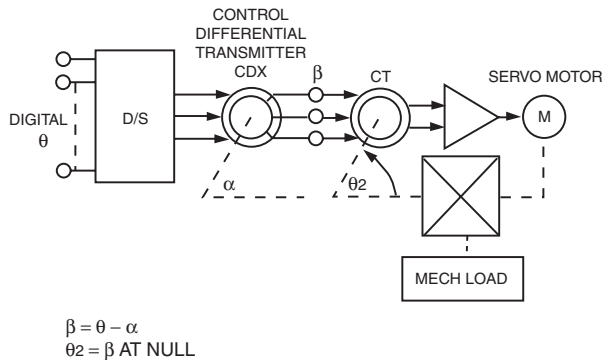 CONTROL
DIFFERENTIAL
TRANSMITTER
CDX
β
CT
SERVO MOTOR
DIGITAL
θ
D/S
M
α
θ2
MECH LOAD
β = θ – α
θ2 = β AT NULL